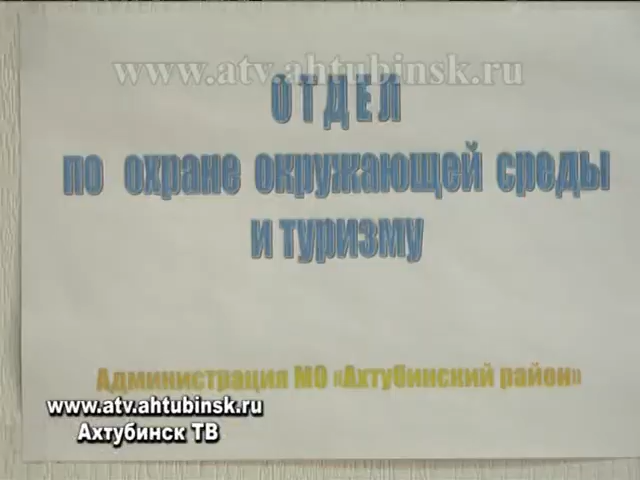 www.atv.ahtubinsk.ru
ОТДЕЛ
по охране окружающей среды
и туризму
Администрация МО «Ахтубинский район»
www.atv.ahtubinsk.ru
Ахтубинск ТВ